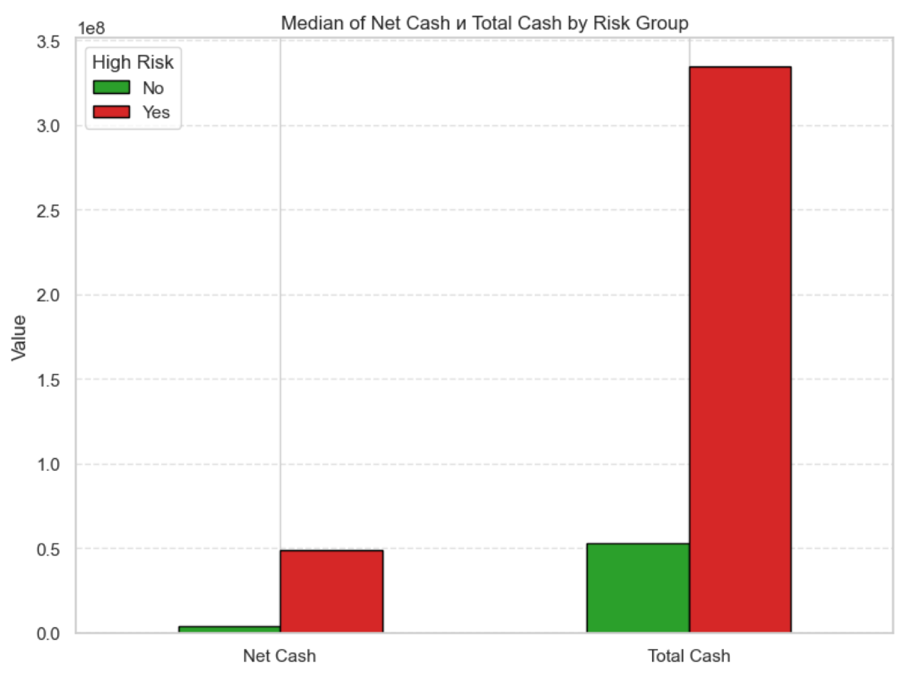 Median of Net Cash и Total Cash by Risk Group
1e8
3.5
3.0
2.5
2.0
1.5
1.0
0.5
0.0
Value
High Risk
No
Yes
Net Cash
Total Cash